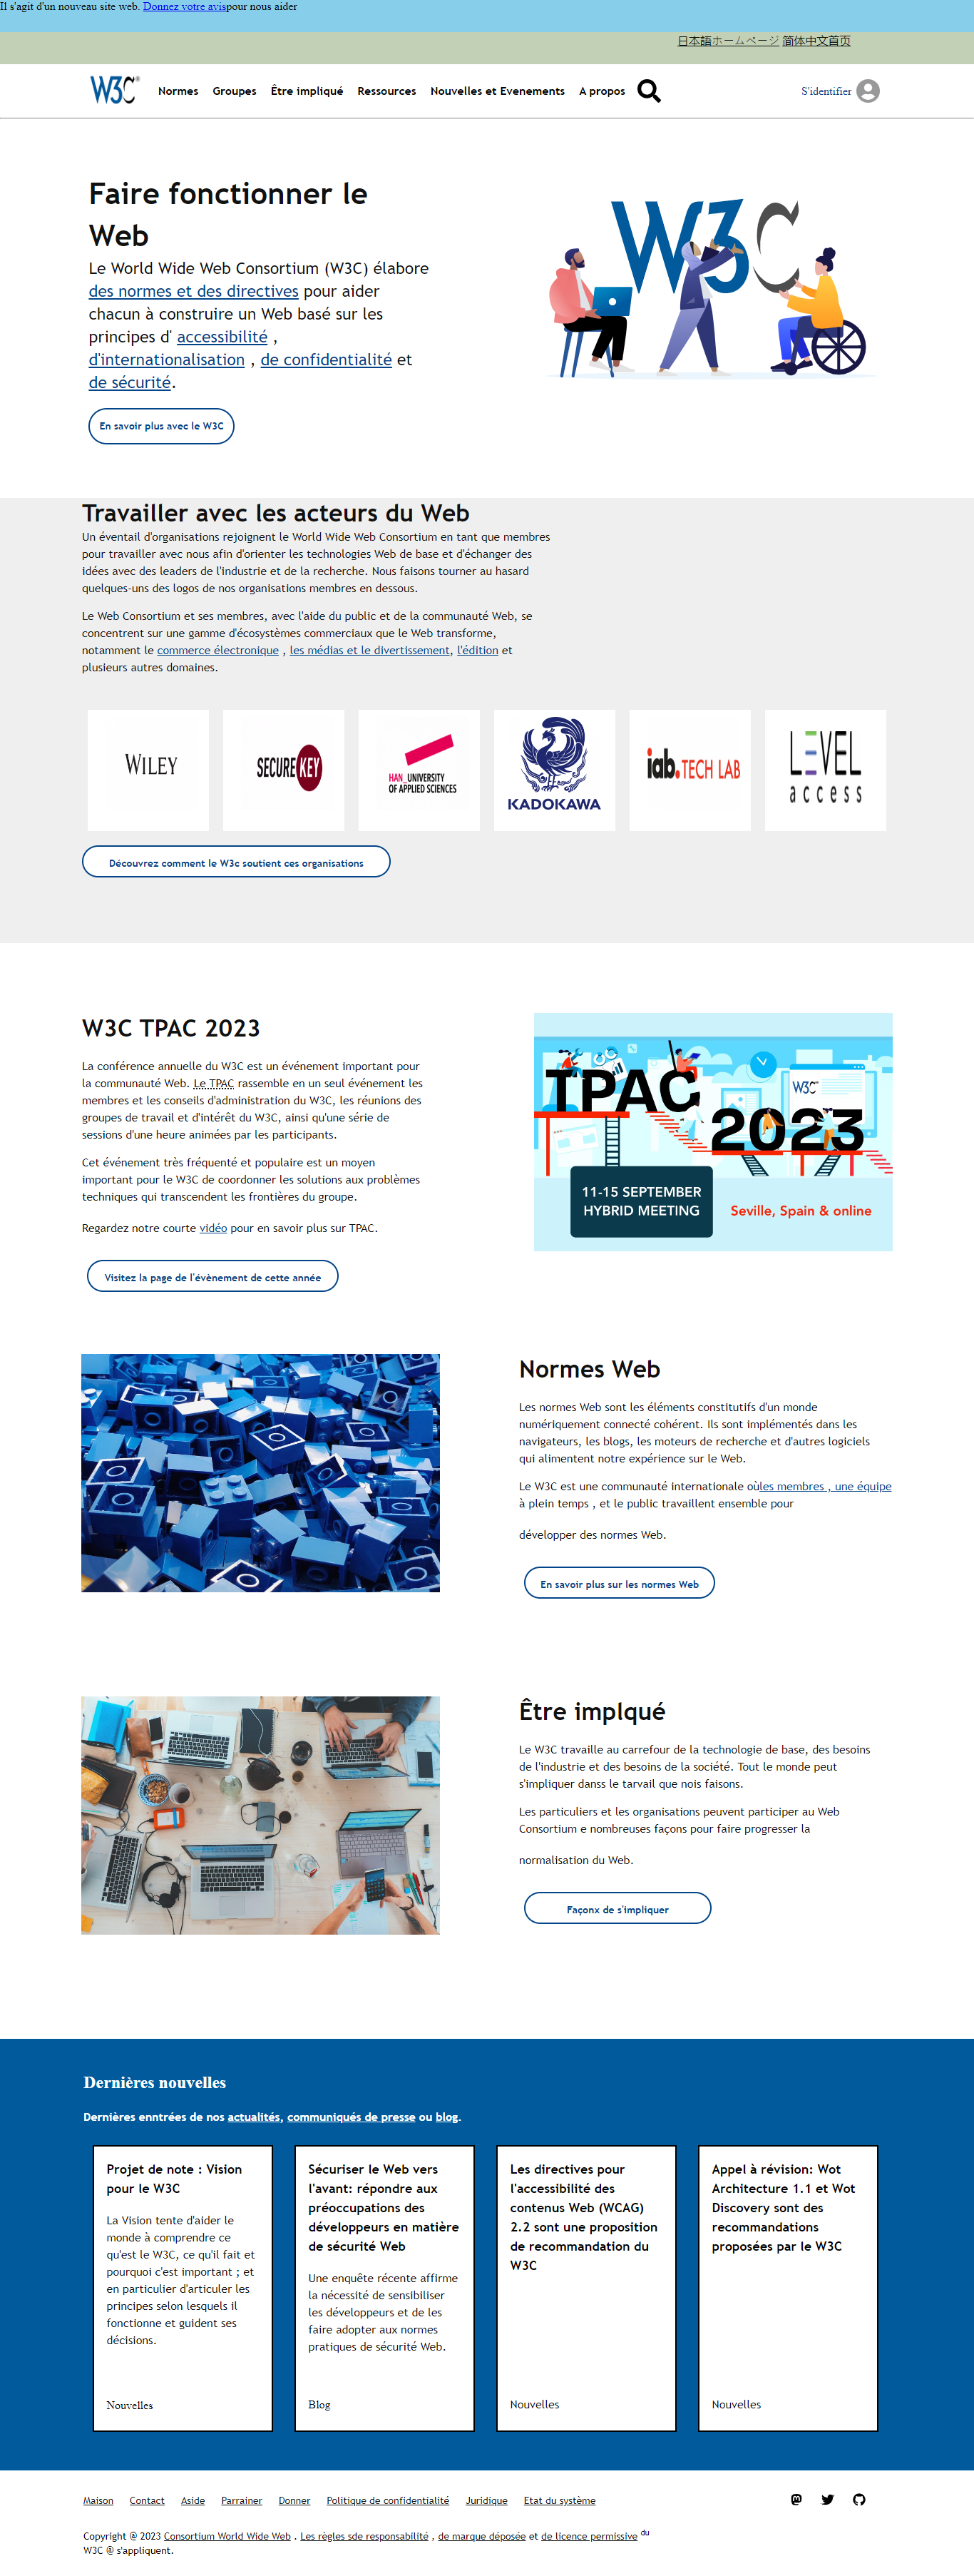 Il s'agit d'un nouveau site web. Donnez votre avispour nous aider
日本語ホームページ 简体中文首页
W3C® Normes Groupes Être impliqué Ressources Nouvelles et Evenements A propos S'identifier
Faire fonctionner le
Web
Le World Wide Web Consortium (W3C) élabore
des normes et des directives pour aider
chacun à construire un Web basé sur les
principes d' accessibilité ,
d'internationalisation , de confidentialité et
de sécurité.
En savoir plus avec le W3C
W3C
Travailler avec les acteurs du Web
Un éventail d'organisations rejoignent le World Wide Web Consortium en tant que membres
pour travailler avec nous afin d'orienter les technologies Web de base et d'échanger des
idées avec des leaders de l'industrie et de la recherche. Nous faisons tourner au hasard
quelques-uns des logos de nos organisations membres en dessous.
Le Web Consortium et ses membres, avec l'aide du public et de la communauté Web, se
concentrent sur une gamme d'écosystèmes commerciaux que le Web transforme,
notamment le commerce électronique , les médias et le divertissement, l'édition et
plusieurs autres domaines.
WILEY
SECUREKEY
HAN_UNIVERSITY
OF APPLIED SCIENCES
KADOKAWA
iab.TECH LAB
LEVEL
access
Découvrez comment le W3c soutient ces organisations
W3C TPAC 2023
La conférence annuelle du W3C est un événement important pour
la communauté Web. Le TPAC rassemble en un seul événement les
membres et les conseils d'administration du W3C, les réunions des
groupes de travail et d'intérêt du W3C, ainsi qu'une série de
sessions d'une heure animées par les participants.
Cet événement très fréquenté et populaire est un moyen
important pour le W3C de coordonner les solutions aux problèmes
techniques qui transcendent les frontières du groupe.
Regardez notre courte vidéo pour en savoir plus sur TPAC.
Visitez la page de l'évènement de cette année
TPAC
W3C
2023
11-15 SEPTEMBER
HYBRID MEETING
Seville, Spain & online
Normes Web
Les normes Web sont les éléments constitutifs d'un monde
numériquement connecté cohérent. Ils sont implémentés dans les
navigateurs, les blogs, les moteurs de recherche et d'autres logiciels
qui alimentent notre expérience sur le Web.
Le W3C est une communauté internationale oùles membres , une équipe
à plein temps , et le public travaillent ensemble pour
développer des normes Web.
En savoir plus sur les normes Web
Être implqué
Le W3C travaille au carrefour de la technologie de base, des besoins
de l'industrie et des besoins de la société. Tout le monde peut
s'impliquer danss le tarvail que nois faisons.
Les particuliers et les organisations peuvent participer au Web
Consortium e nombreuses façons pour faire progresser la
normalisation du Web.
Façonx de s'impliquer
Dernières nouvelles
Dernières enntrées de nos actualités, communiqués de presse ou blog.
Projet de note : Vision
pour le W3C
La Vision tente d'aider le
monde à comprendre ce
qu'est le W3C, ce qu'il fait et
pourquoi c'est important ; et
en particulier d'articuler les
principes selon lesquels il
fonctionne et guident ses
décisions.
Nouvelles
Sécuriser le Web vers
l'avant: répondre aux
préoccupations des
développeurs en matière
de sécurité Web
Une enquête récente affirme
la nécessité de sensibiliser
les développeurs et de les
faire adopter aux normes
pratiques de sécurité Web.
Blog
Les directives pour
l'accessibilité des
contenus Web (WCAG)
2.2 sont une proposition
de recommandation du
W3C
Nouvelles
Appel à révision: Wot
Architecture 1.1 et Wot
Discovery sont des
recommandations
proposées par le W3C
Nouvelles
Maison Contact Aside Parrainer Donner Politique de confidentialité Juridique Etat du système
Copyright @ 2023 Consortium World Wide Web . Les règles sde responsabilité , de marque déposée et de licence permissive du
W3C @ s'appliquent.